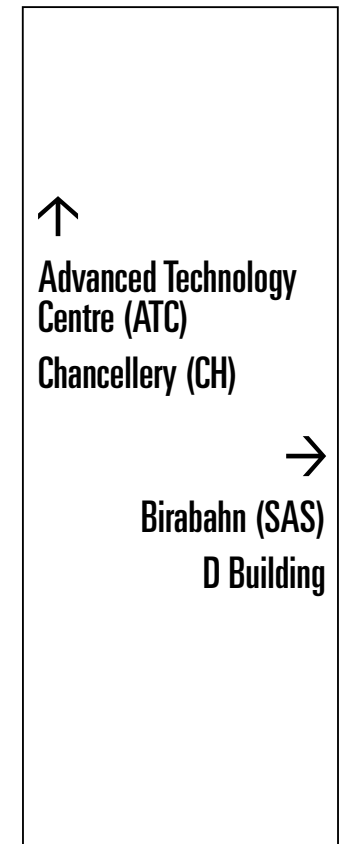 ↑
Advanced Technology
Centre (ATC)
Chancellery (CH)
→
Birabahn (SAS)
D Building